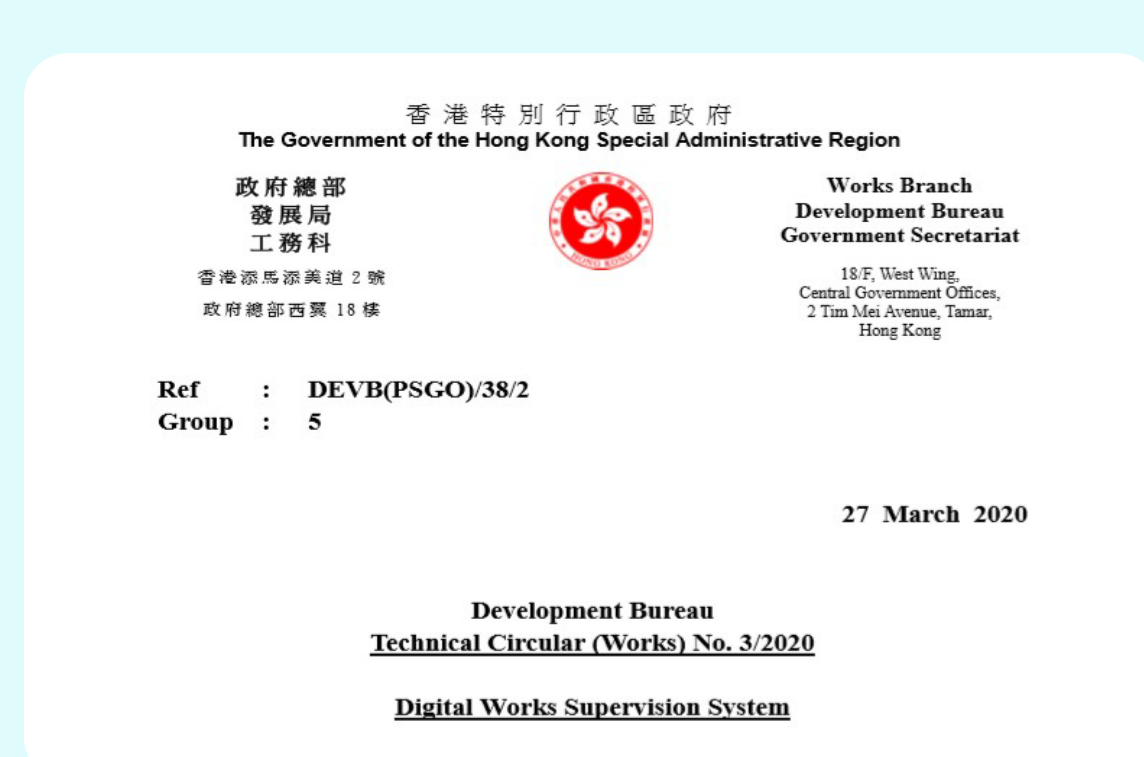 香港特別行政區政府
The Government of the Hong Kong Special Administrative Region
政府總部
發展局
工務科
香港添馬添美道 2 號
政府總部西翼 18 樓
HONG KONG
Works Branch
Development Bureau
Government Secretariat
18/F, West Wing,
Central Government Offices,
2 Tim Mei Avenue, Tamar,
Hong Kong
Ref : DEVB(PSGO)/38/2
Group : 5
27 March 2020
Development Bureau
Technical Circular (Works) No. 3/2020
Digital Works Supervision System